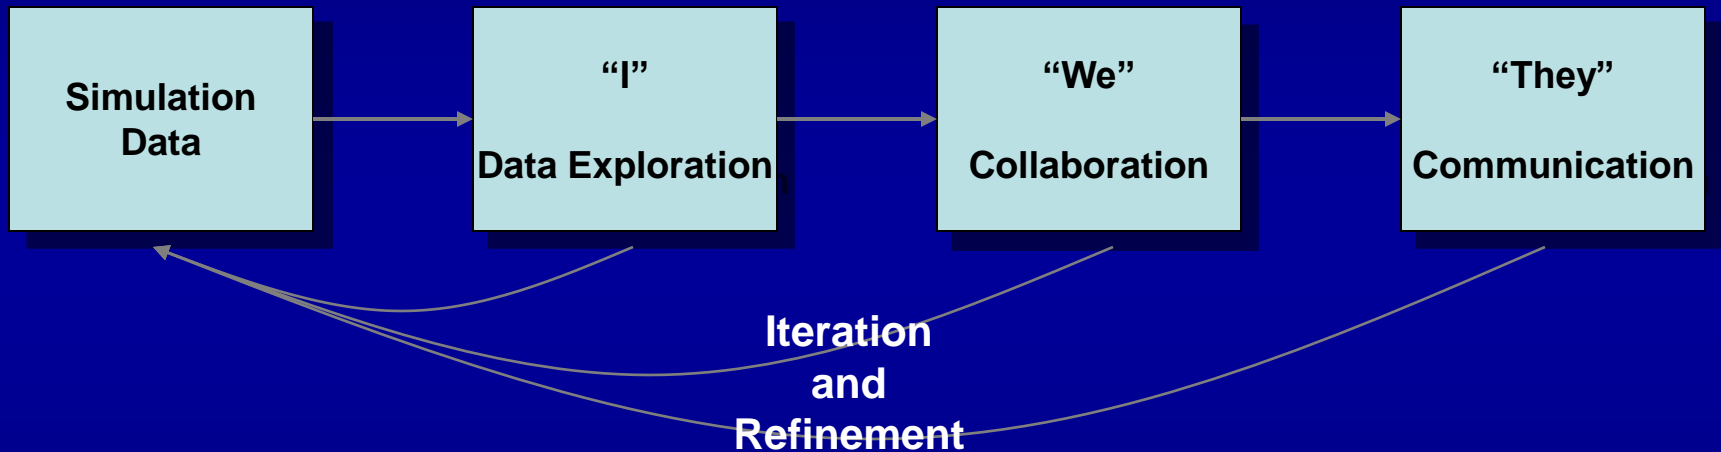 Simulation
Data
“I”
Data Exploration
“We”
Collaboration
“They”
Communication
Iteration
and
Refinement